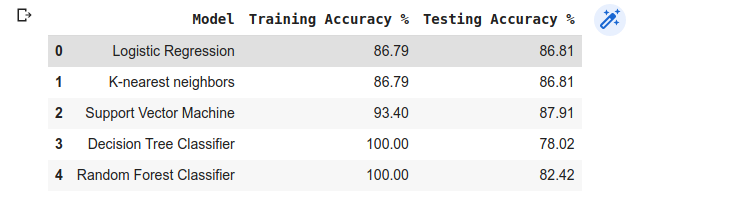 Model Training Accuracy % Testing Accuracy %
0 Logistic Regression 86.79 86.81
1 K-nearest neighbors 86.79 86.81
2 Support Vector Machine 93.40 87.91
3 Decision Tree Classifier 100.00 78.02
4 Random Forest Classifier 100.00 82.42